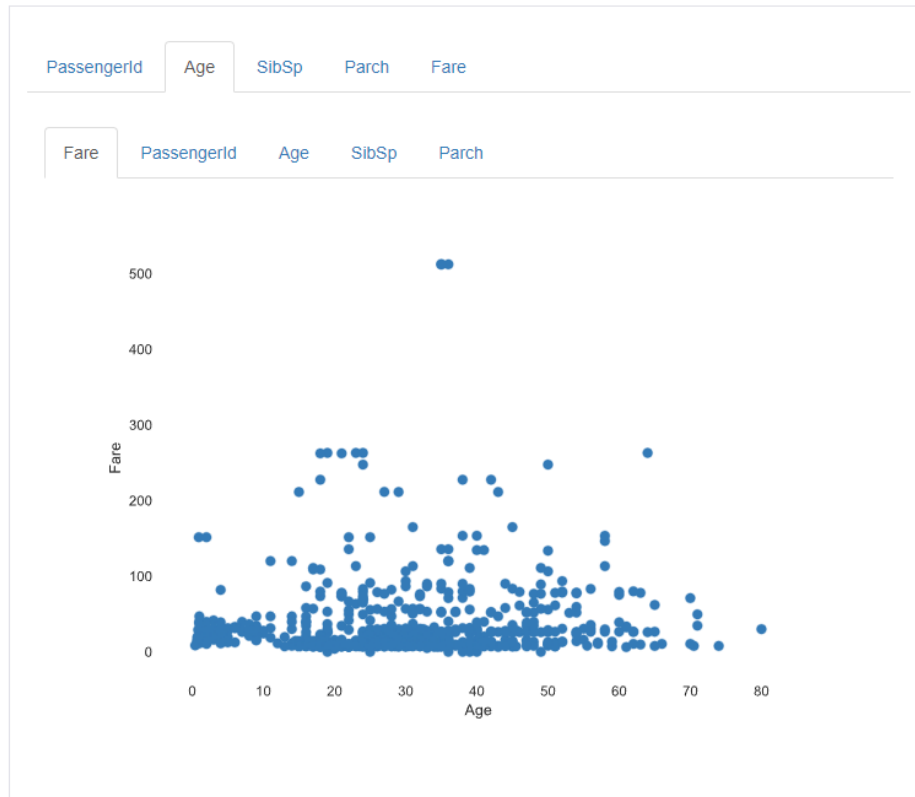 PassengerId Age SibSp Parch Fare
Fare PassengerId Age SibSp Parch
500
400
300
200
100
0
Fare
0 10 20 30 40 50 60 70 80
Age